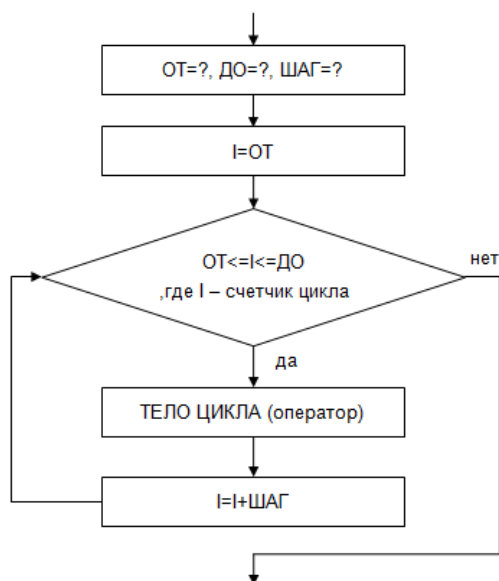 ОТ=?, ДО=?, ШАГ=?
I=ОТ
ОТ<=I<=ДО
,где I – счетчик цикла
нет
да
ТЕЛО ЦИКЛА (оператор)
I=I+ШАГ